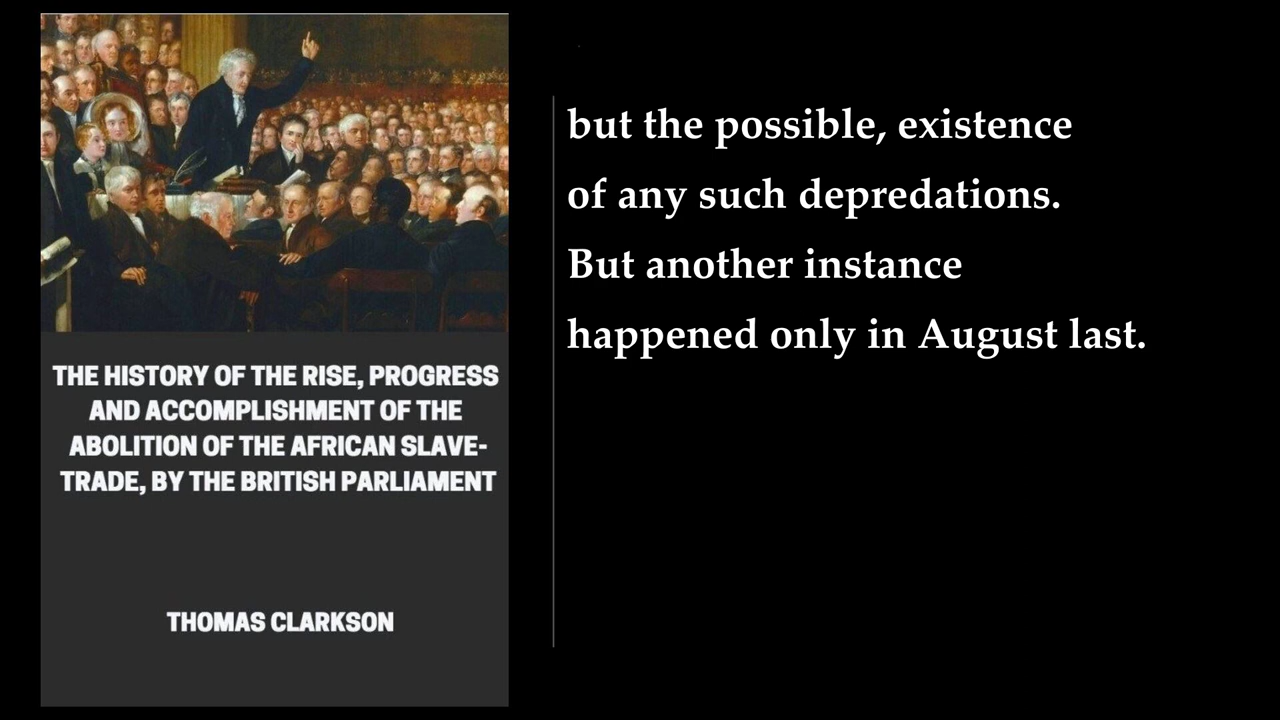 THE HISTORY OF THE RISE, PROGRESS
AND ACCOMPLISHMENT OF THE
ABOLITION OF THE AFRICAN SLAVE-
TRADE, BY THE BRITISH PARLIAMENT
THOMAS CLARKSON
but the possible, existence
of any such depredations.
But another instance
happened only in August last.